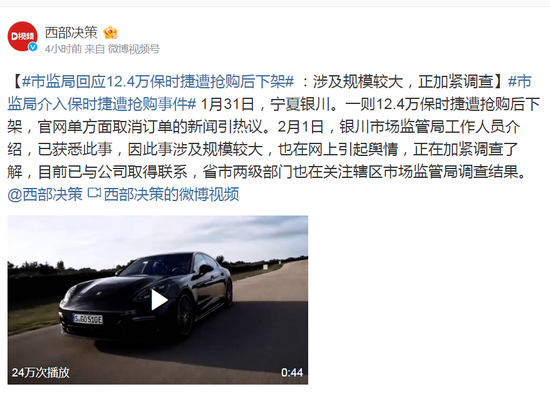 D视频
西部决策
4小时前 来自 微博视频号
【#市监局回应12.4万保时捷遭抢购后下架# ：涉及规模较大，正加紧调查】#市
监局介入保时捷遭抢购事件# 1月31日，宁夏银川。一则12.4万保时捷遭抢购后下
架，官网单方面取消订单的新闻引热议。2月1日，银川市场监管局工作人员介
绍，已获悉此事，因此事涉及规模较大，也在网上引起舆情，正在加紧调查了
解，目前已与公司取得联系，省市两级部门也在关注辖区市场监管局调查结果。
@西部决策 西部决策的微博视频
S·GO 510E
24万次播放
0:44